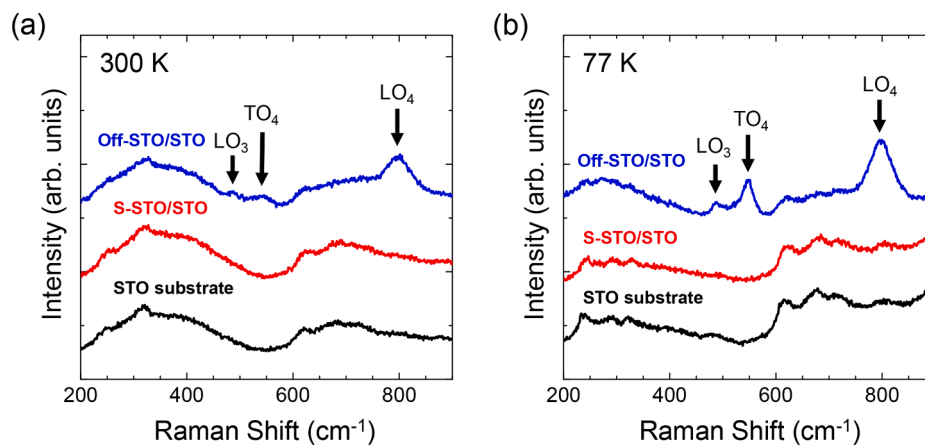 (a)
300 K
LO₄
TO₄
LO₃
Off-STO/STO
S-STO/STO
STO substrate
Intensity (arb. units)
200 400 600 800
Raman Shift (cm⁻¹)
(b)
77 K
LO₄
TO₄
LO₃
Off-STO/STO
S-STO/STO
STO substrate
Intensity (arb. units)
200 400 600 800
Raman Shift (cm⁻¹)